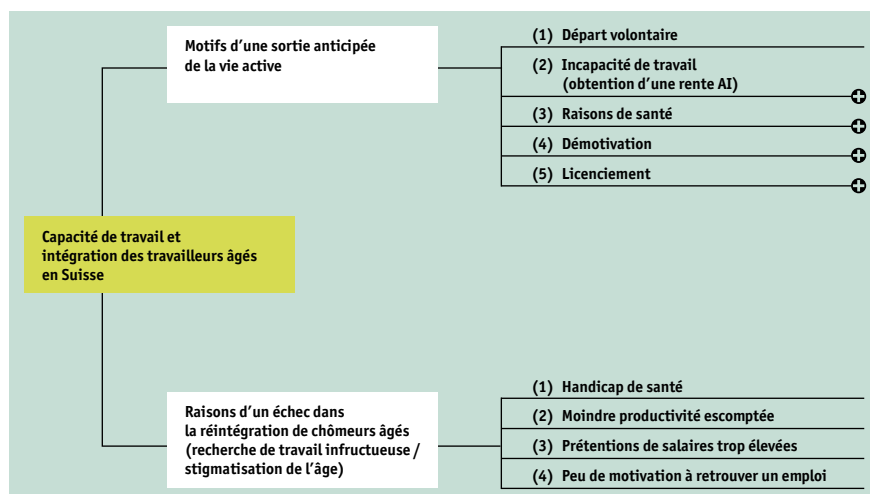 Motifs d'une sortie anticipée
de la vie active
(1) Départ volontaire
(2) Incapacité de travail
(obtention d'une rente AI)
(3) Raisons de santé
(4) Démotivation
(5) Licenciement
Capacité de travail et
intégration des travailleurs âgés
en Suisse
Raisons d'un échec dans
la réintégration de chômeurs âgés
(recherche de travail infructueuse /
stigmatisation de l'âge)
(1) Handicap de santé
(2) Moindre productivité escomptée
(3) Prétentions de salaires trop élevées
(4) Peu de motivation à retrouver un emploi